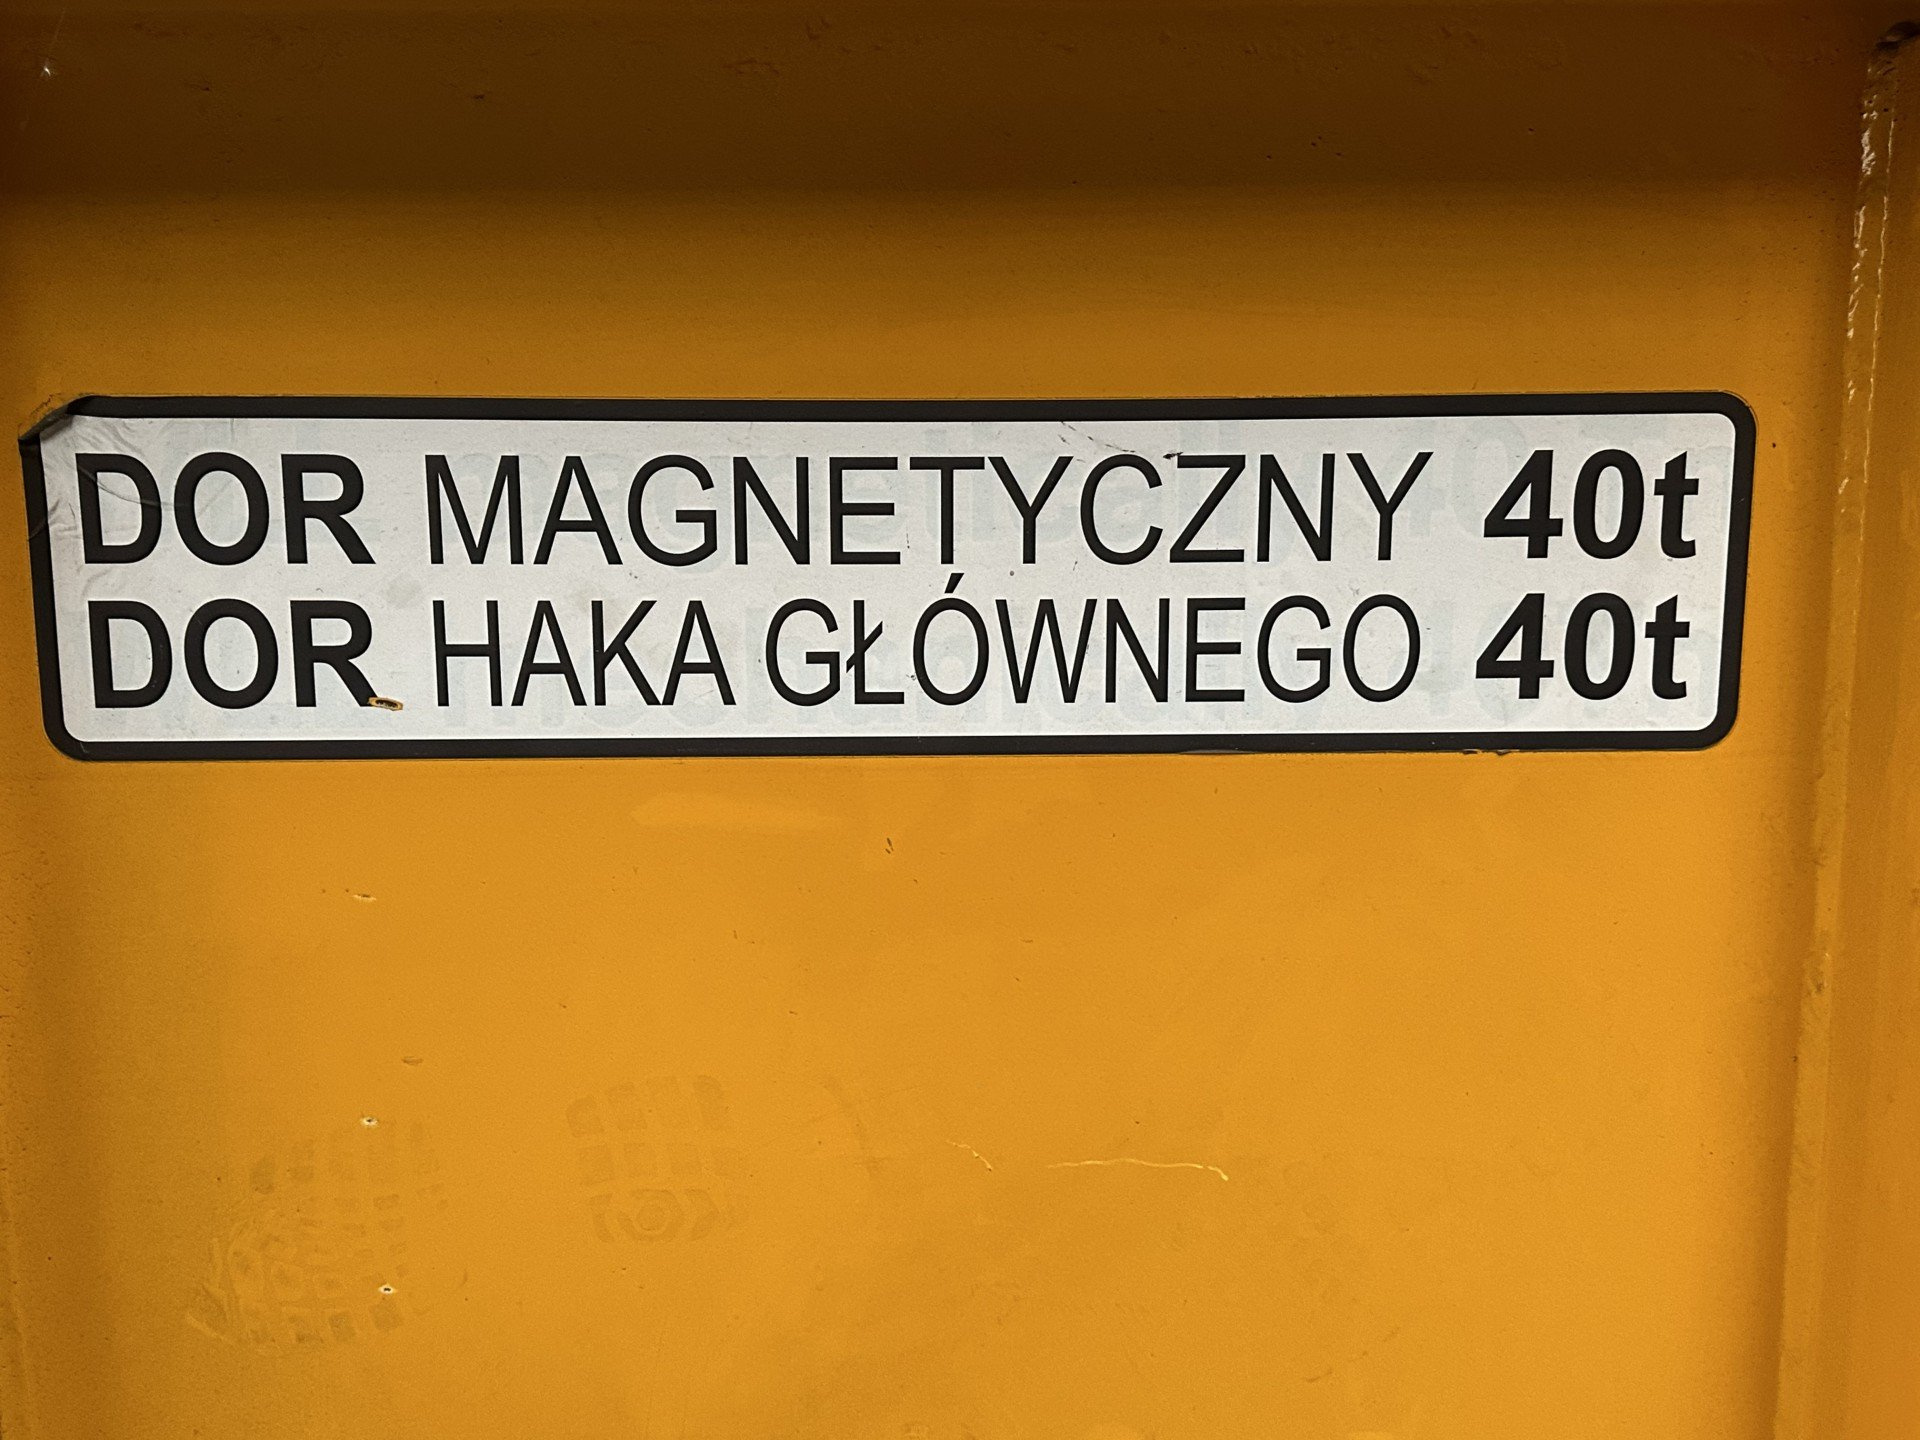 DOR MAGNETYCZNY 40t
DOR HAKA GŁÓWNEGO 40t